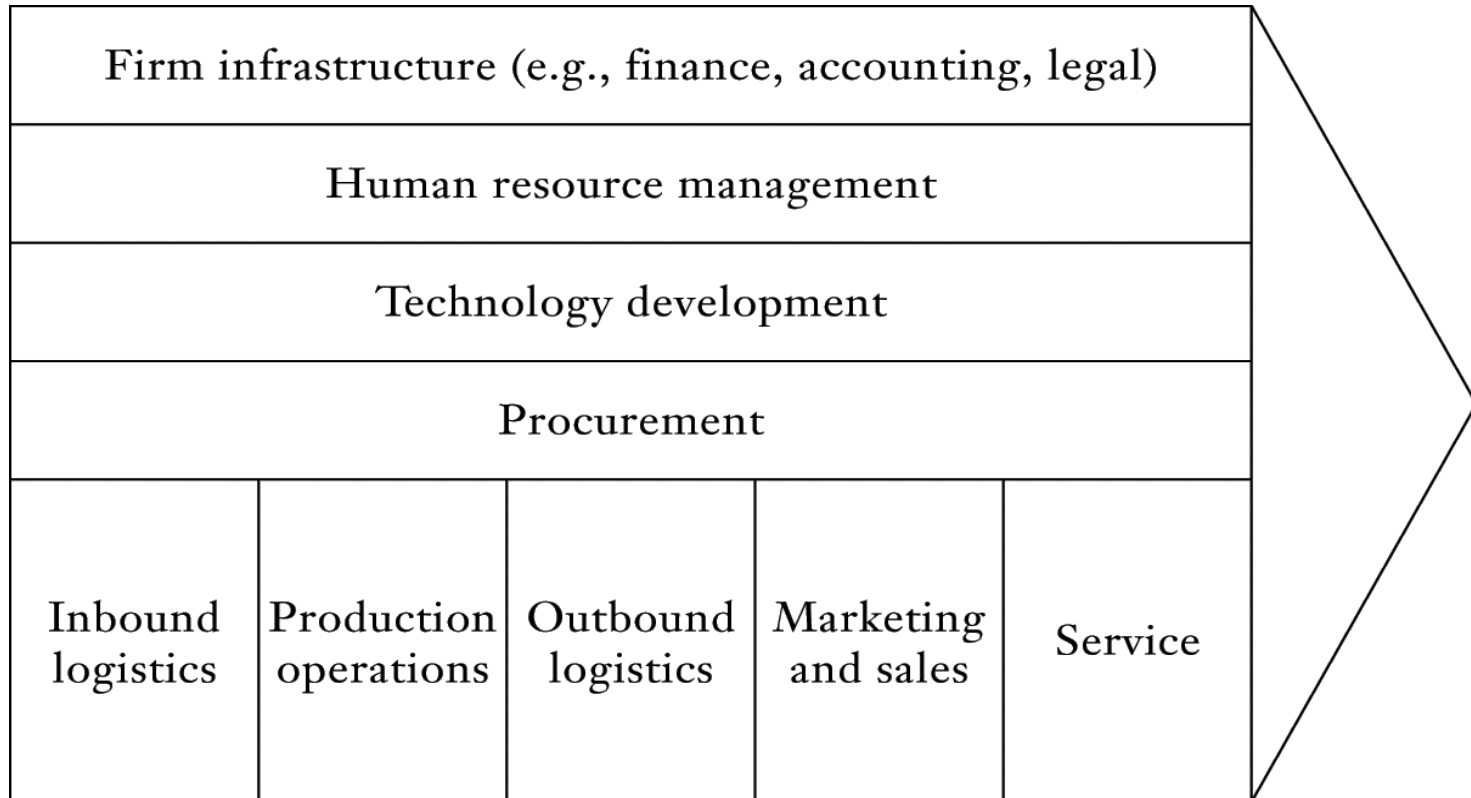 Firm infrastructure (e.g., finance, accounting, legal)
Human resource management
Technology development
Procurement
Inbound
logistics
Production
operations
Outbound
logistics
Marketing
and sales
Service